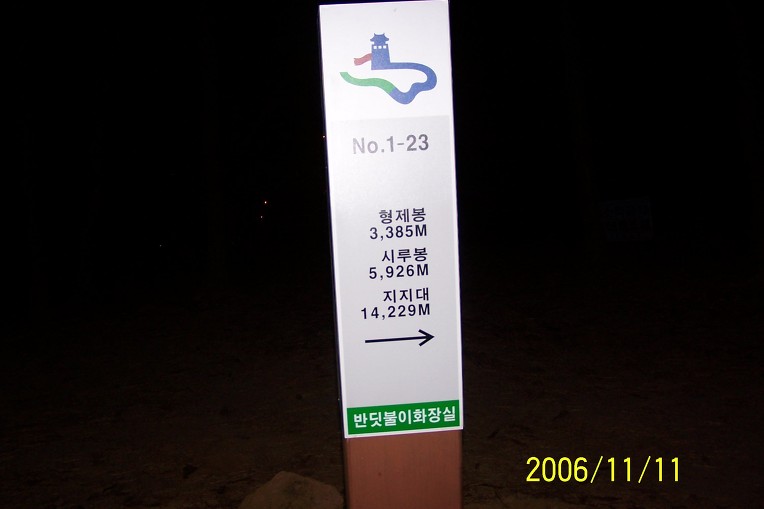 No.1-23
형제봉
3,385M
시루봉
5,926M
지지대
14,229M
반딧불이화장실
2006/11/11